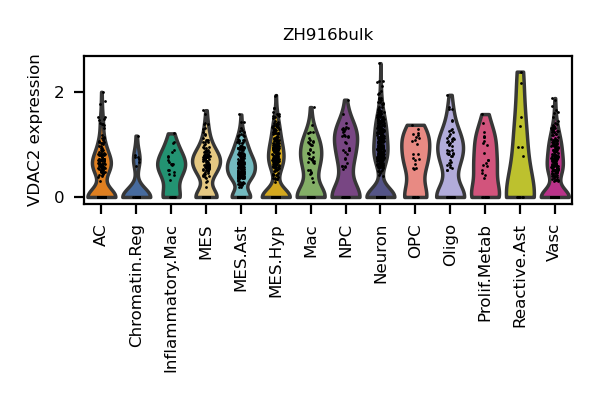 ZH916bulk
VDAC2 expression
2
0
AC
Chromatin.Reg
Inflammatory.Mac
MES
MES.Ast
MES.Hyp
Mac
NPC
Neuron
OPC
Oligo
Prolif.Metab
Reactive.Ast
Vasc